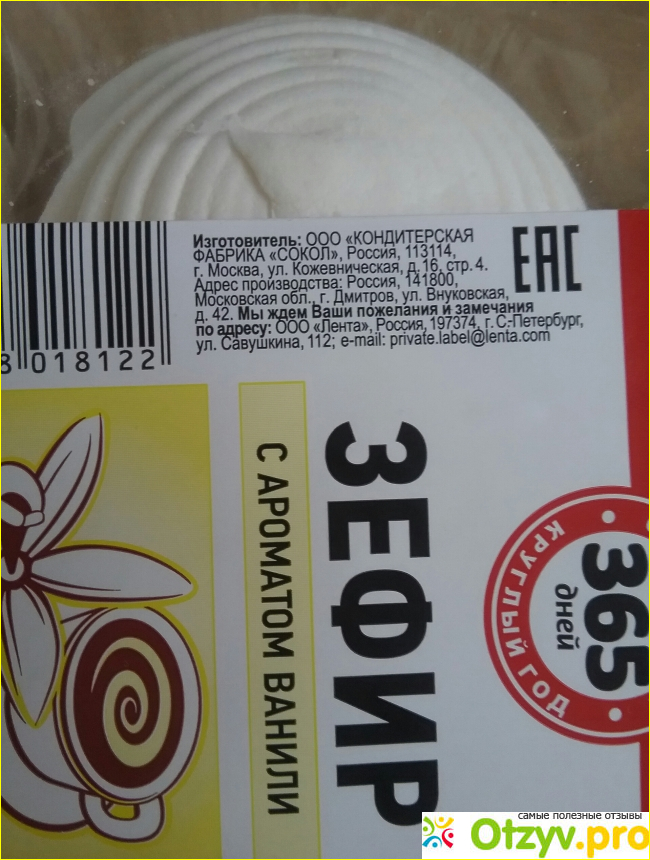 Изготовитель: ООО «КОНДИТЕРСКАЯ
ФАБРИКА «СОКОЛ», Россия, 113114,
г. Москва, ул. Кожевническая, д. 16, стр. 4.
Адрес производства: Россия, 141800,
Московская обл., г. Дмитров, ул. Внуковская,
д. 42. Мы ждем Ваши пожелания и замечания
по адресу: ООО «Лента», Россия, 197374, г. С-Петербург,
ул. Савушкина, 112; e-mail: private.label@lenta.com
EAC
8 018122
ЗЕФИР
С АРОМАТОМ ВАНИЛИ
365
дней
КРУГЛЫЙ ГОД
самые полезные отзывы
Otzyv.pro